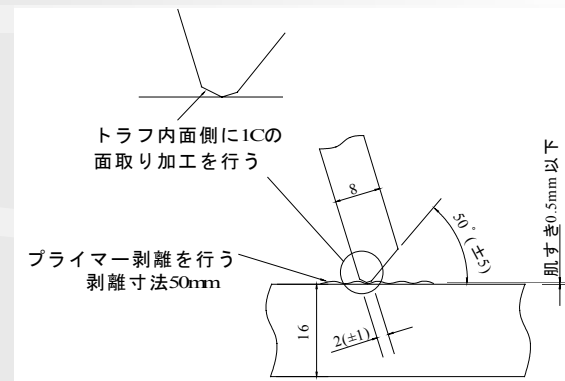 トラフ内面側に1Cの
面取り加工を行う
8
50°(±5)
肌すき0.5mm以下
プライマー剥離を行う
剥離寸法50mm
16
2(±1)